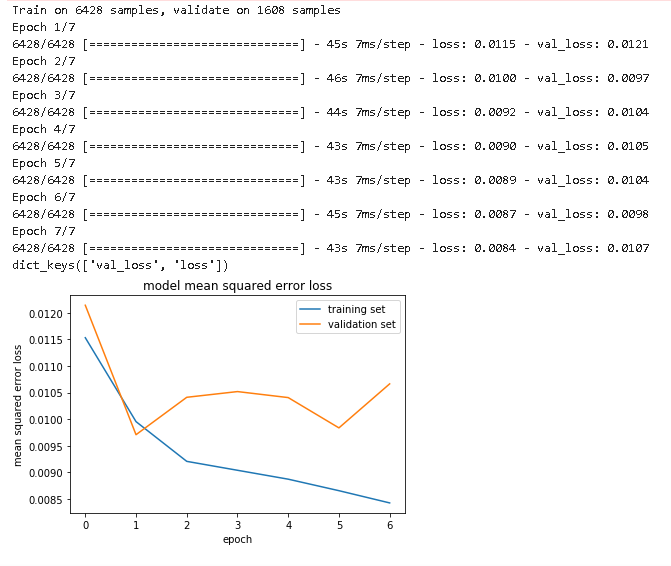 Train on 6428 samples, validate on 1608 samples
Epoch 1/7
6428/6428 [==============================] - 45s 7ms/step - loss: 0.0115 - val_loss: 0.0121
Epoch 2/7
6428/6428 [==============================] - 46s 7ms/step - loss: 0.0100 - val_loss: 0.0097
Epoch 3/7
6428/6428 [==============================] - 44s 7ms/step - loss: 0.0092 - val_loss: 0.0104
Epoch 4/7
6428/6428 [==============================] - 43s 7ms/step - loss: 0.0090 - val_loss: 0.0105
Epoch 5/7
6428/6428 [==============================] - 43s 7ms/step - loss: 0.0089 - val_loss: 0.0104
Epoch 6/7
6428/6428 [==============================] - 45s 7ms/step - loss: 0.0087 - val_loss: 0.0098
Epoch 7/7
6428/6428 [==============================] - 43s 7ms/step - loss: 0.0084 - val_loss: 0.0107
dict_keys(['val_loss', 'loss'])
model mean squared error loss
training set
validation set
mean squared error loss
0.0120
0.0115
0.0110
0.0105
0.0100
0.0095
0.0090
0.0085
0 1 2 3 4 5 6
epoch